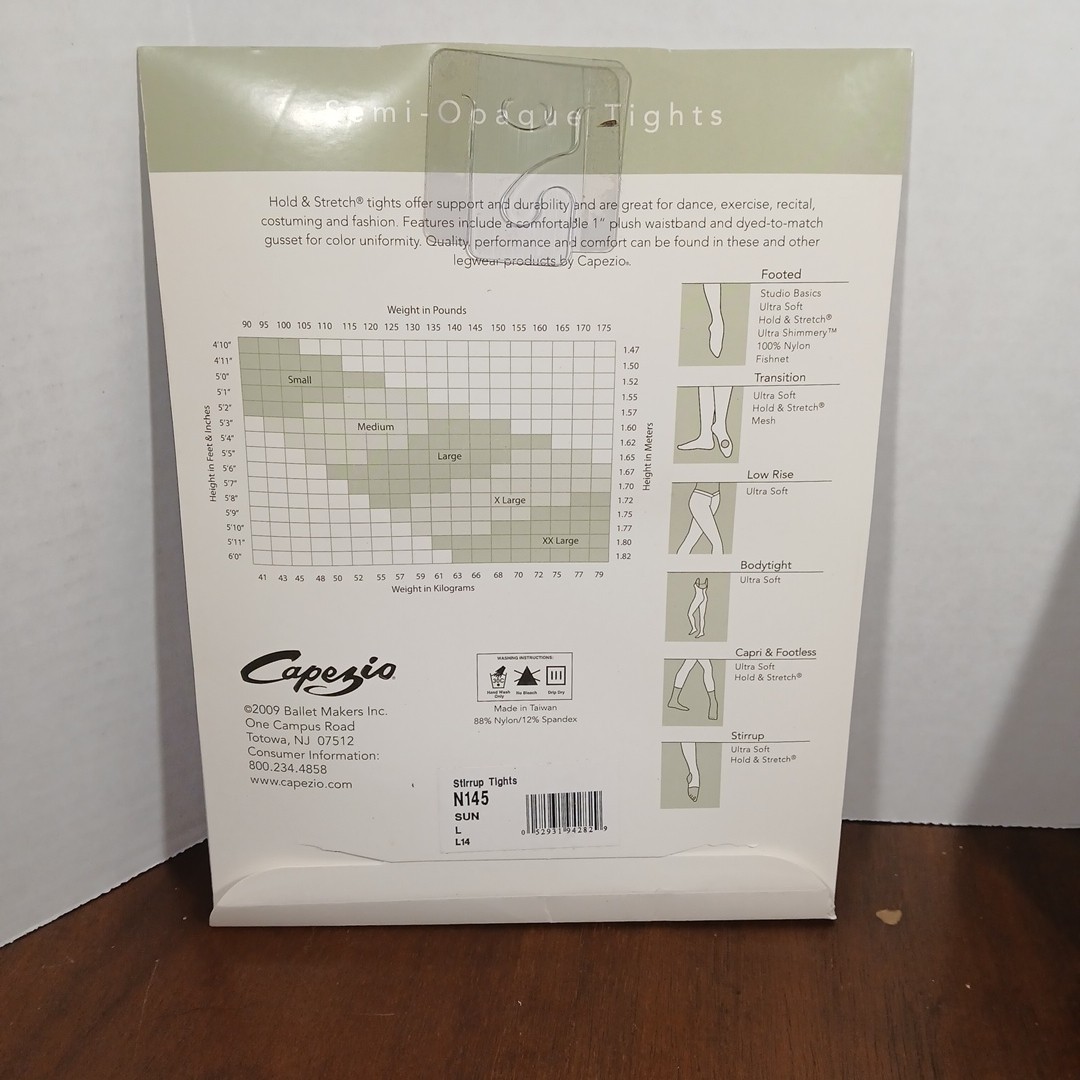 Semi-Opaque Tights
Hold & Stretch® tights offer support and durability and are great for dance, exercise, recital,
costuming and fashion. Features include a comfortable 1" plush waistband and dyed-to-match
gusset for color uniformity. Quality, performance and comfort can be found in these and other
legwear products by Capezio®.
Weight in Pounds
90 95 100 105 110 115 120 125 130 135 140 145 150 155 160 165 170 175
Height in Feet & Inches
4'10"
4'11"
5'0"
5'1"
5'2"
5'3"
5'4"
5'5"
5'6"
5'7"
5'8"
5'9"
5'10"
5'11"
6'0"
Small
Medium
Large
X Large
XX Large
1.47
1.50
1.52
1.55
1.57
1.60
1.62
1.65
1.67
1.70
1.72
1.75
1.77
1.80
1.82
Height in Meters
41 43 45 48 50 52 55 57 59 61 63 66 68 70 72 75 77 79
Weight in Kilograms
Footed
Studio Basics
Ultra Soft
Hold & Stretch®
Ultra Shimmery™
100% Nylon
Fishnet
Transition
Ultra Soft
Hold & Stretch®
Mesh
Low Rise
Ultra Soft
Bodytight
Ultra Soft
Capri & Footless
Ultra Soft
Hold & Stretch®
Stirrup
Ultra Soft
Hold & Stretch®
Capezio®
©2009 Ballet Makers Inc.
One Campus Road
Totowa, NJ 07512
Consumer Information:
800.234.4858
www.capezio.com
WASHING INSTRUCTIONS:
30C
Hand Wash Only
No Bleach
Drip Dry
Made in Taiwan
88% Nylon/12% Spandex
Stirrup Tights
N145
SUN
L
L14
0 52931 94282 9